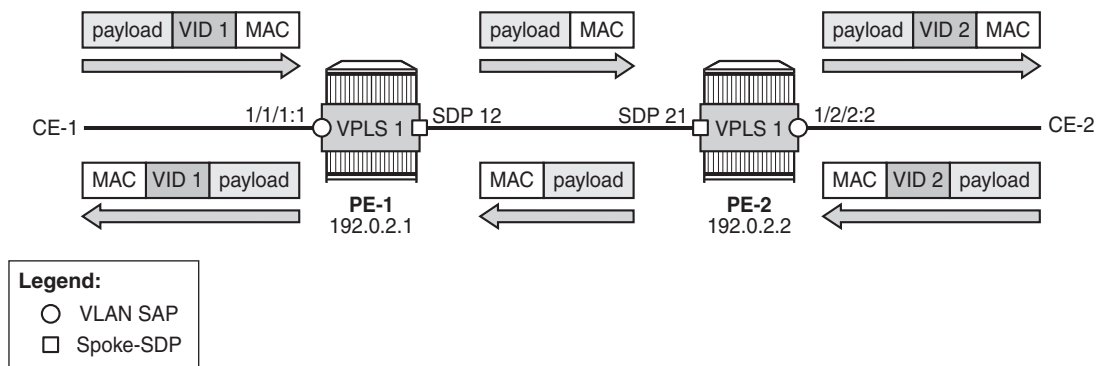 payload VID 1 MAC
payload MAC
payload VID 2 MAC
CE-1
1/1/1:1
VPLS 1
SDP 12
SDP 21
VPLS 1
1/2/2:2
CE-2
MAC VID 1 payload
MAC payload
MAC VID 2 payload
PE-1
192.0.2.1
PE-2
192.0.2.2
Legend:
VLAN SAP
Spoke-SDP